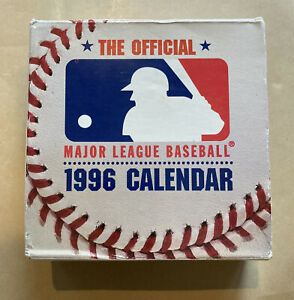 ★ THE OFFICIAL ★
MAJOR LEAGUE BASEBALL®
1996 CALENDAR